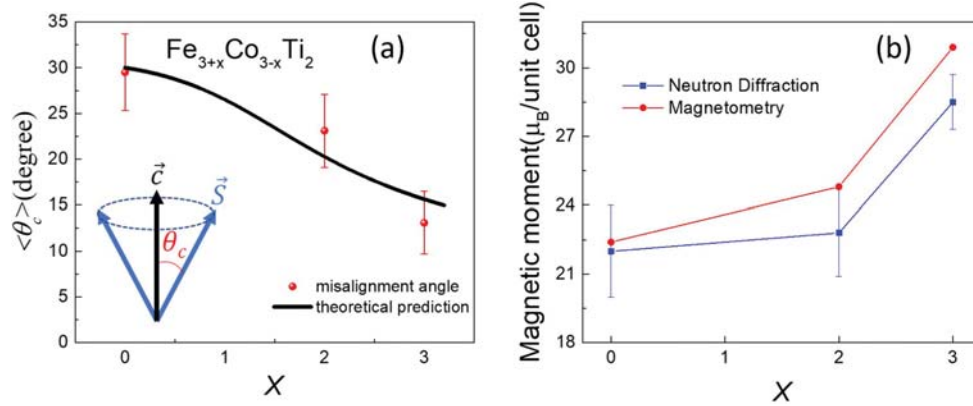 35
30
25
20
15
10
5
0
<θc>(degree)
Fe3+xCo3-xTi2
(a)
c⃗
S⃗
θc
misalignment angle
theoretical prediction
0 1 2 3
X
(b)
Neutron Diffraction
Magnetometry
30
27
24
21
18
Magnetic moment(μB/unit cell)
0 1 2 3
X